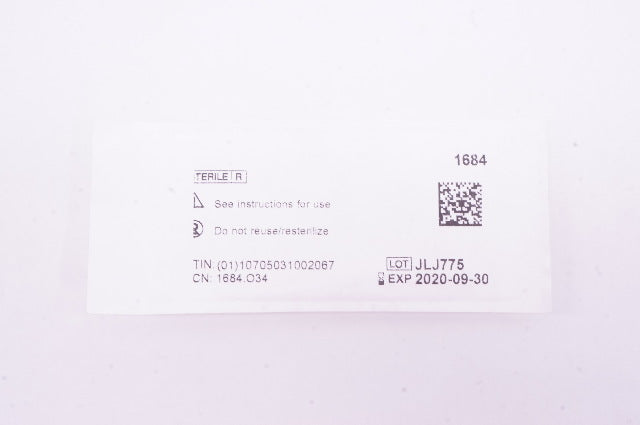 1684
TERILE R
See instructions for use
Do not reuse/resterilize
TIN: (01)10705031002067
CN: 1684.O34
LOT JLJ775
EXP 2020-09-30